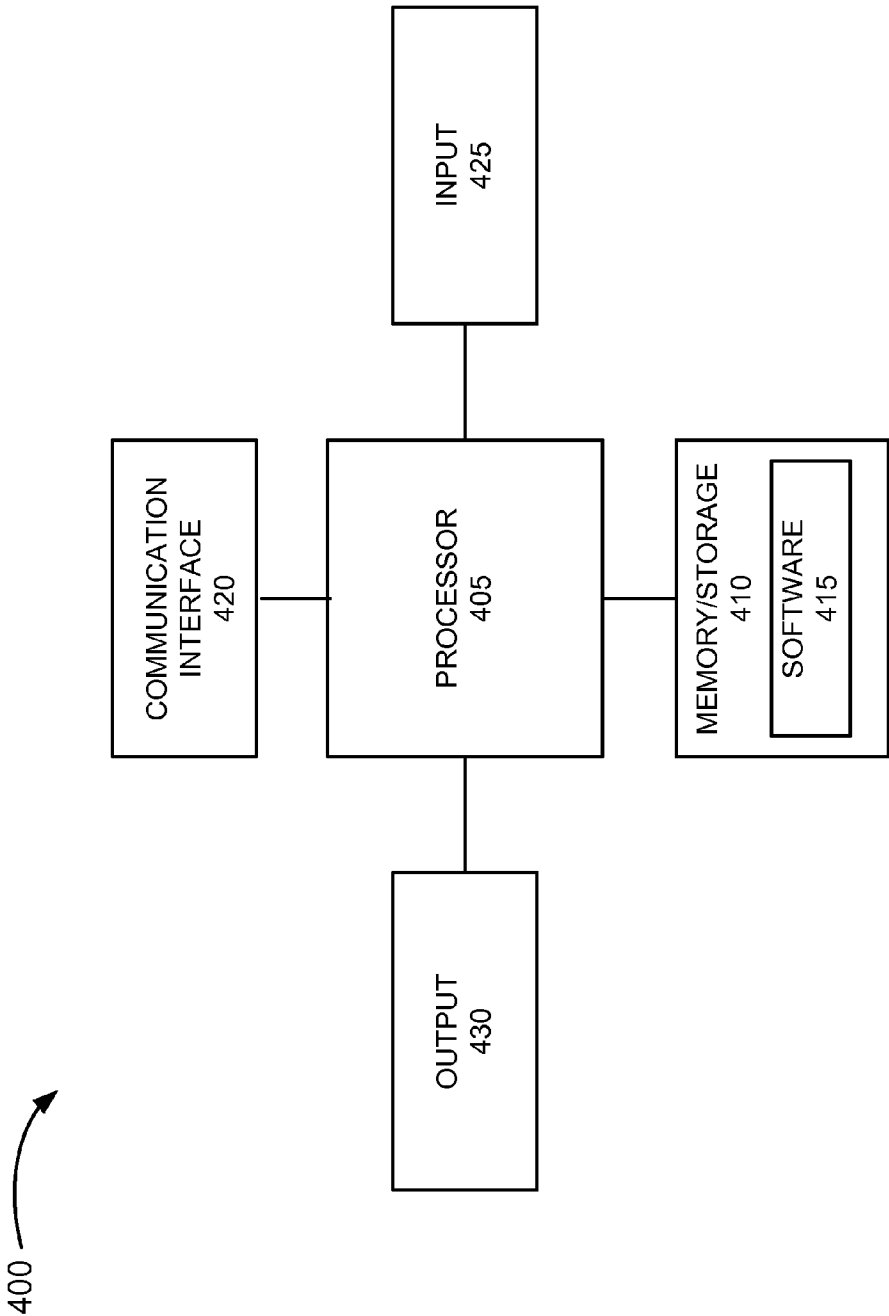 400
COMMUNICATION
INTERFACE
420
OUTPUT
430
PROCESSOR
405
INPUT
425
MEMORY/STORAGE
410
SOFTWARE
415